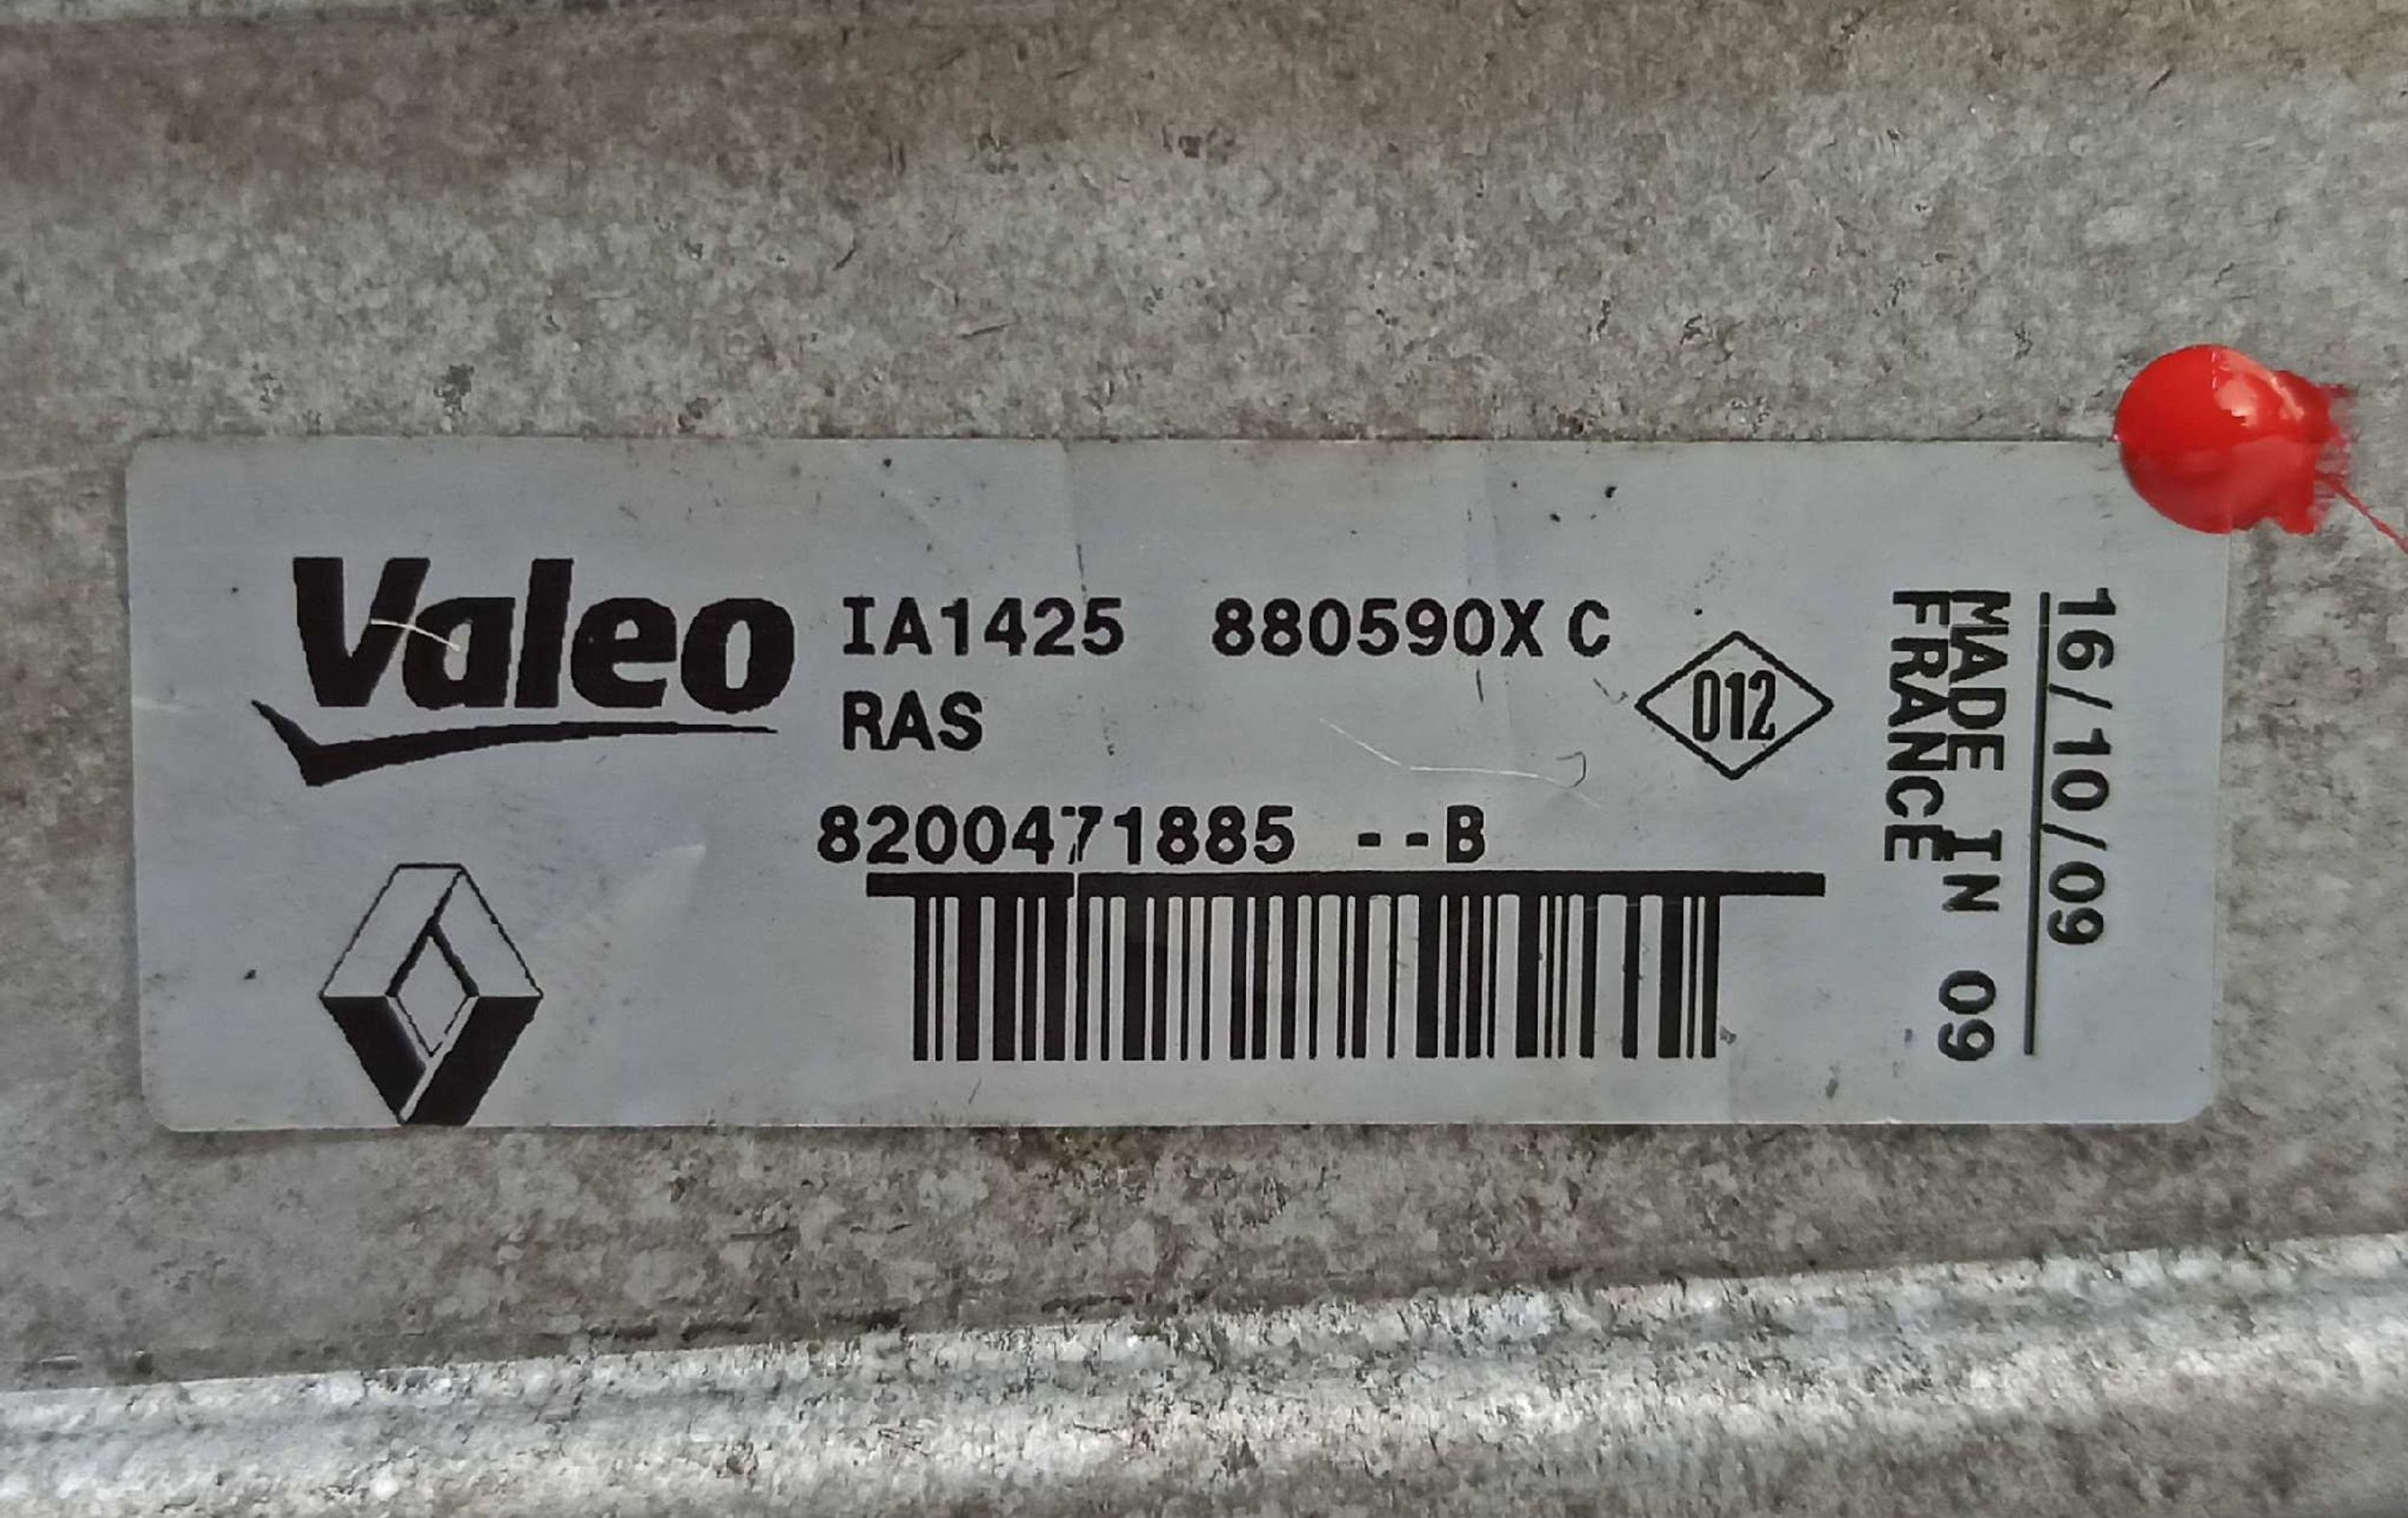 Valeo
IA1425 880590X C
RAS
012
8200471885 --B
16/10/09
MADE IN 09
FRANCE